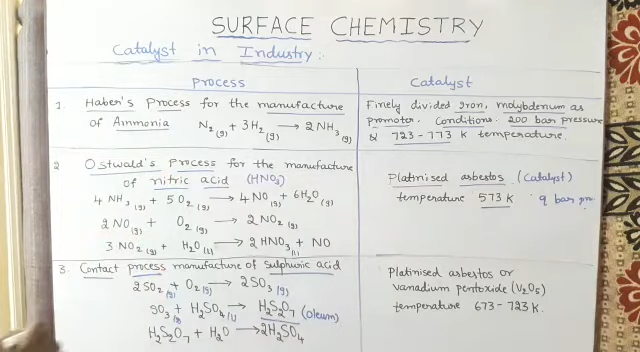 SURFACE CHEMISTRY
Catalyst in Industry :-
Process
Catalyst
1. Haber's Process for the manufacture
of Ammonia N₂(g) + 3H₂(g) → 2NH₃(g)
Finely divided Iron, molybdenum as
promoter. Conditions. 200 bar pressure
& 723-773 K temperature.
2 Ostwald's Process for the manufacture
of nitric acid (HNO₃)
4 NH₃(g) + 5O₂(g) → 4NO(g) + 6H₂O(g)
2NO(g) + O₂(g) → 2NO₂(g)
3NO₂(g) + H₂O(l) → 2HNO₃(l) + NO
Platinised asbestos (catalyst)
temperature 573 K 9 bar
3. Contact process manufacture of sulphuric acid
2SO₂(g) + O₂(g) → 2SO₃(g)
SO₃(g) + H₂SO₄(l) → H₂S₂O₇ (oleum)
H₂S₂O₇ + H₂O → 2H₂SO₄
Platinised asbestos or
vanadium pentoxide (V₂O₅)
temperature 673-723 K.